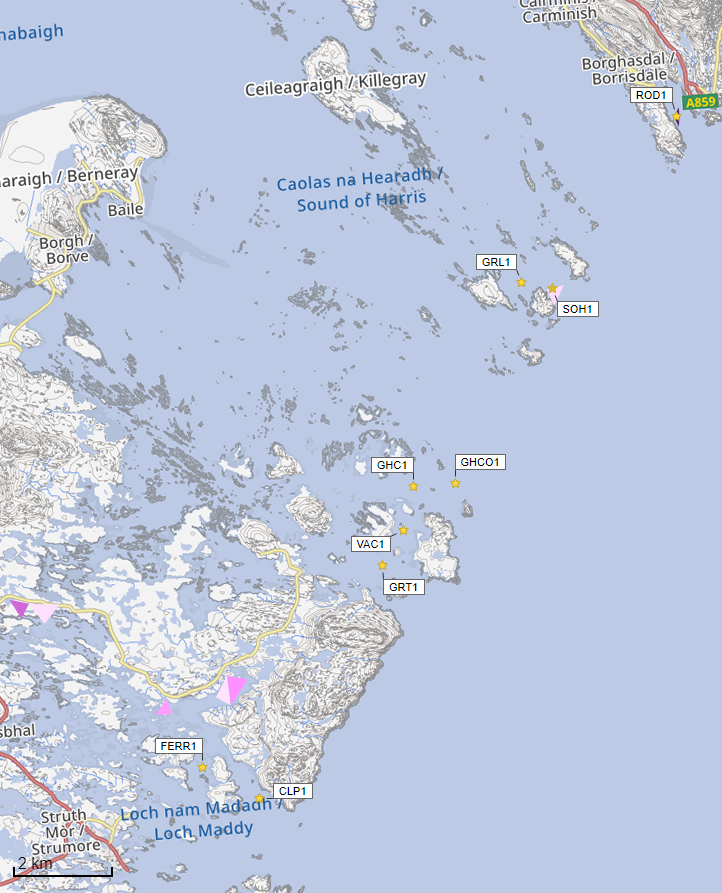 nabaigh
Cairminis /
Carminish
Borghasdal /
Borrisdale
ROD1
A859
Ceileagraigh / Killegray
araigh / Berneray
Caolas na Hearadh /
Sound of Harris
Baile
Borgh /
Borve
GRL1
SOH1
GHC1
GHCO1
VAC1
GRT1
sbhal
FERR1
CLP1
Loch nam Madadh /
Loch Maddy
Struth
Mor /
Strumore
2 km